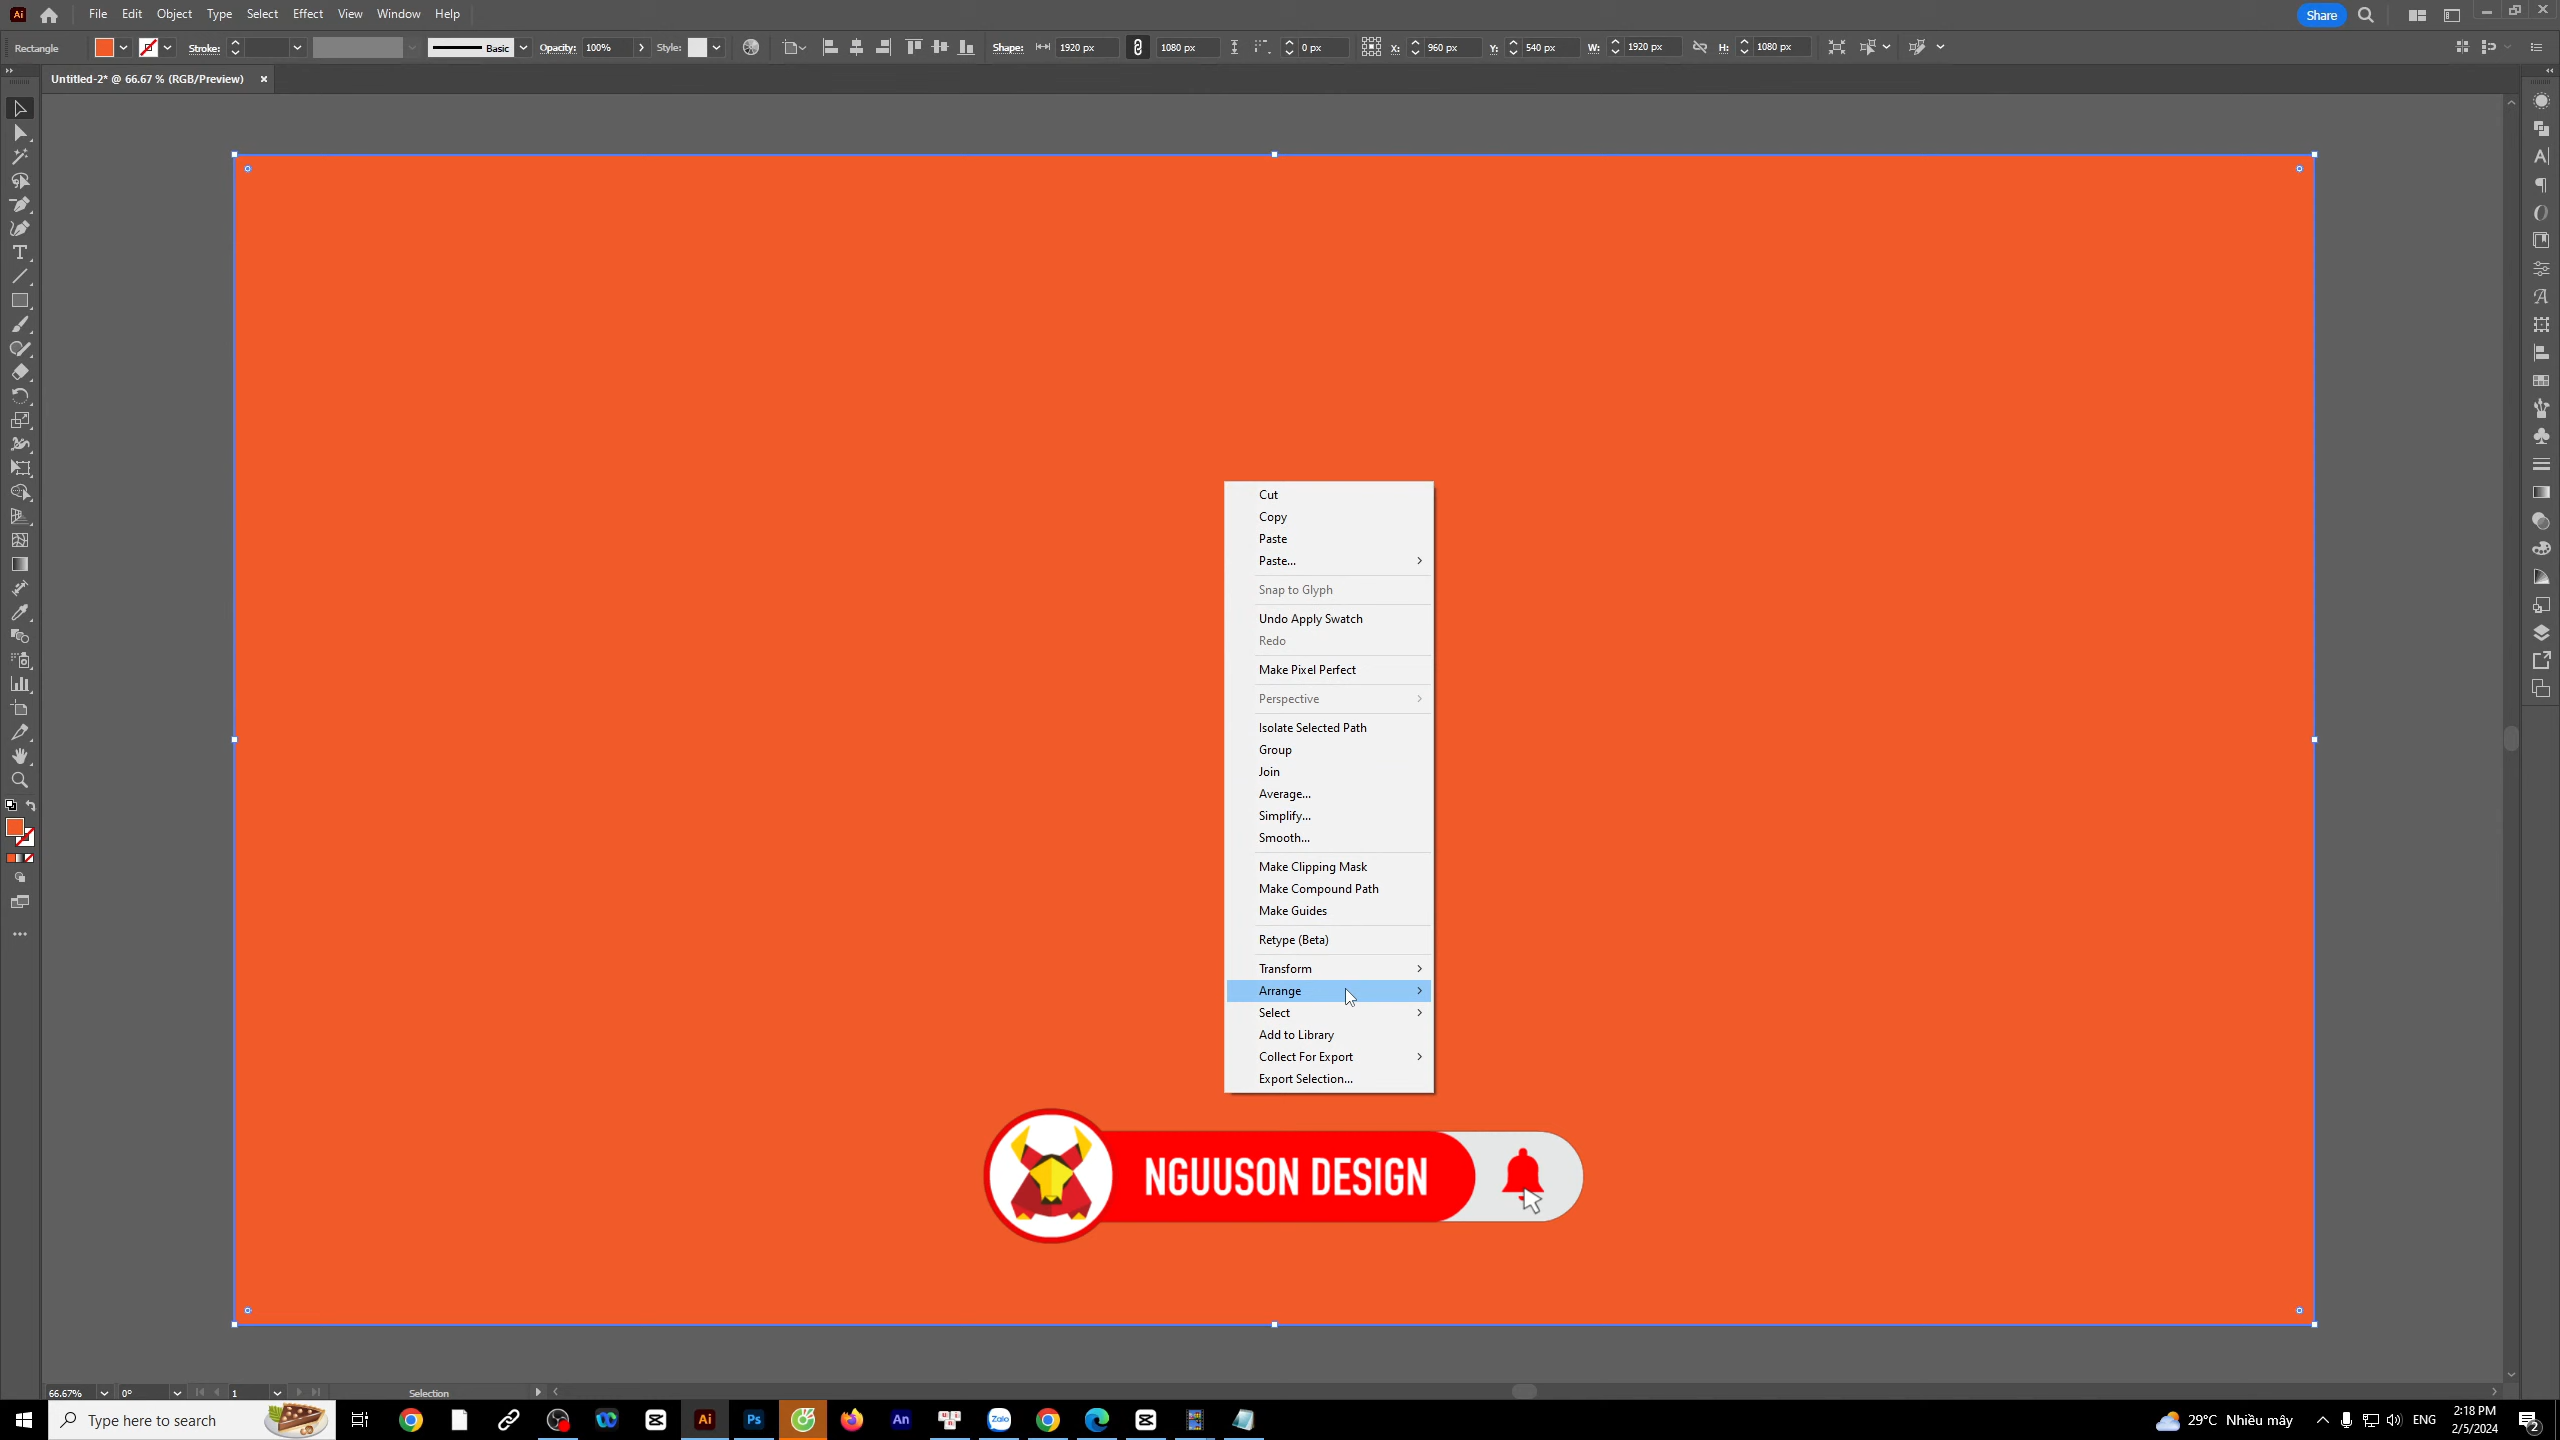 Ai File Edit Object Type Select Effect View Window Help Share
Rectangle Stroke: Basic Opacity: 100% Style: Shape: 1920 px 1080 px 0 px X: 960 px Y: 540 px W: 1920 px H: 1080 px
Untitled-2* @ 66.67 % (RGB/Preview) ×
Cut
Copy
Paste
Paste...
Snap to Glyph
Undo Apply Swatch
Redo
Make Pixel Perfect
Perspective
Isolate Selected Path
Group
Join
Average...
Simplify...
Smooth...
Make Clipping Mask
Make Compound Path
Make Guides
Retype (Beta)
Transform
Arrange
Select
Add to Library
Collect For Export
Export Selection...
NGUUSON DESIGN
66.67% 0° 1 Selection
Type here to search Ai Ps An Zalo 29°C Nhiều mây ENG 2:18 PM
2/5/2024 2